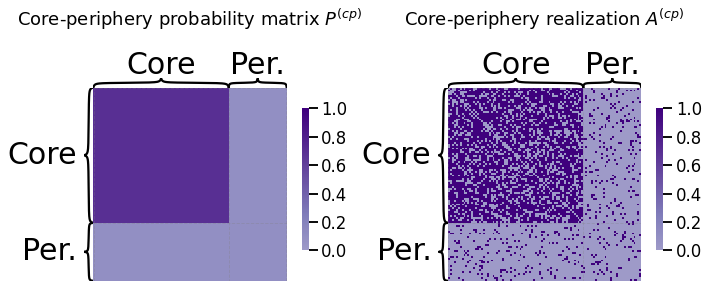 Core-periphery probability matrix P^{(cp)}
Core Per.
Core
Per.
1.0
0.8
0.6
0.4
0.2
0.0
Core-periphery realization A^{(cp)}
Core Per.
Core
Per.
1.0
0.8
0.6
0.4
0.2
0.0